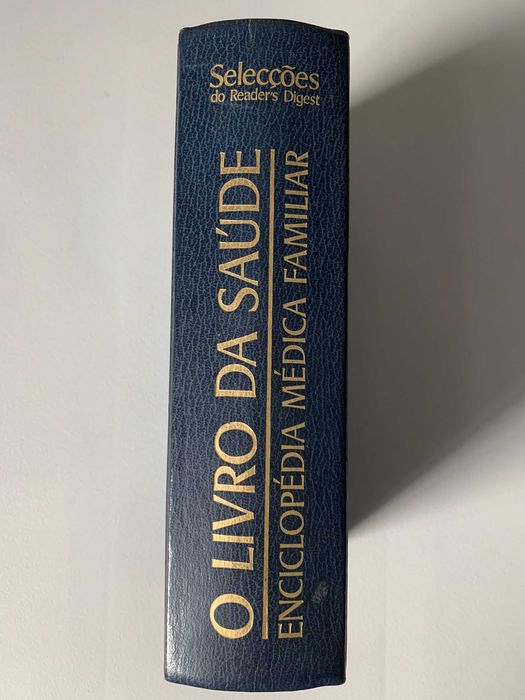 Selecções
do Reader's Digest
O LIVRO DA SAÚDE
ENCICLOPÉDIA MÉDICA FAMILIAR